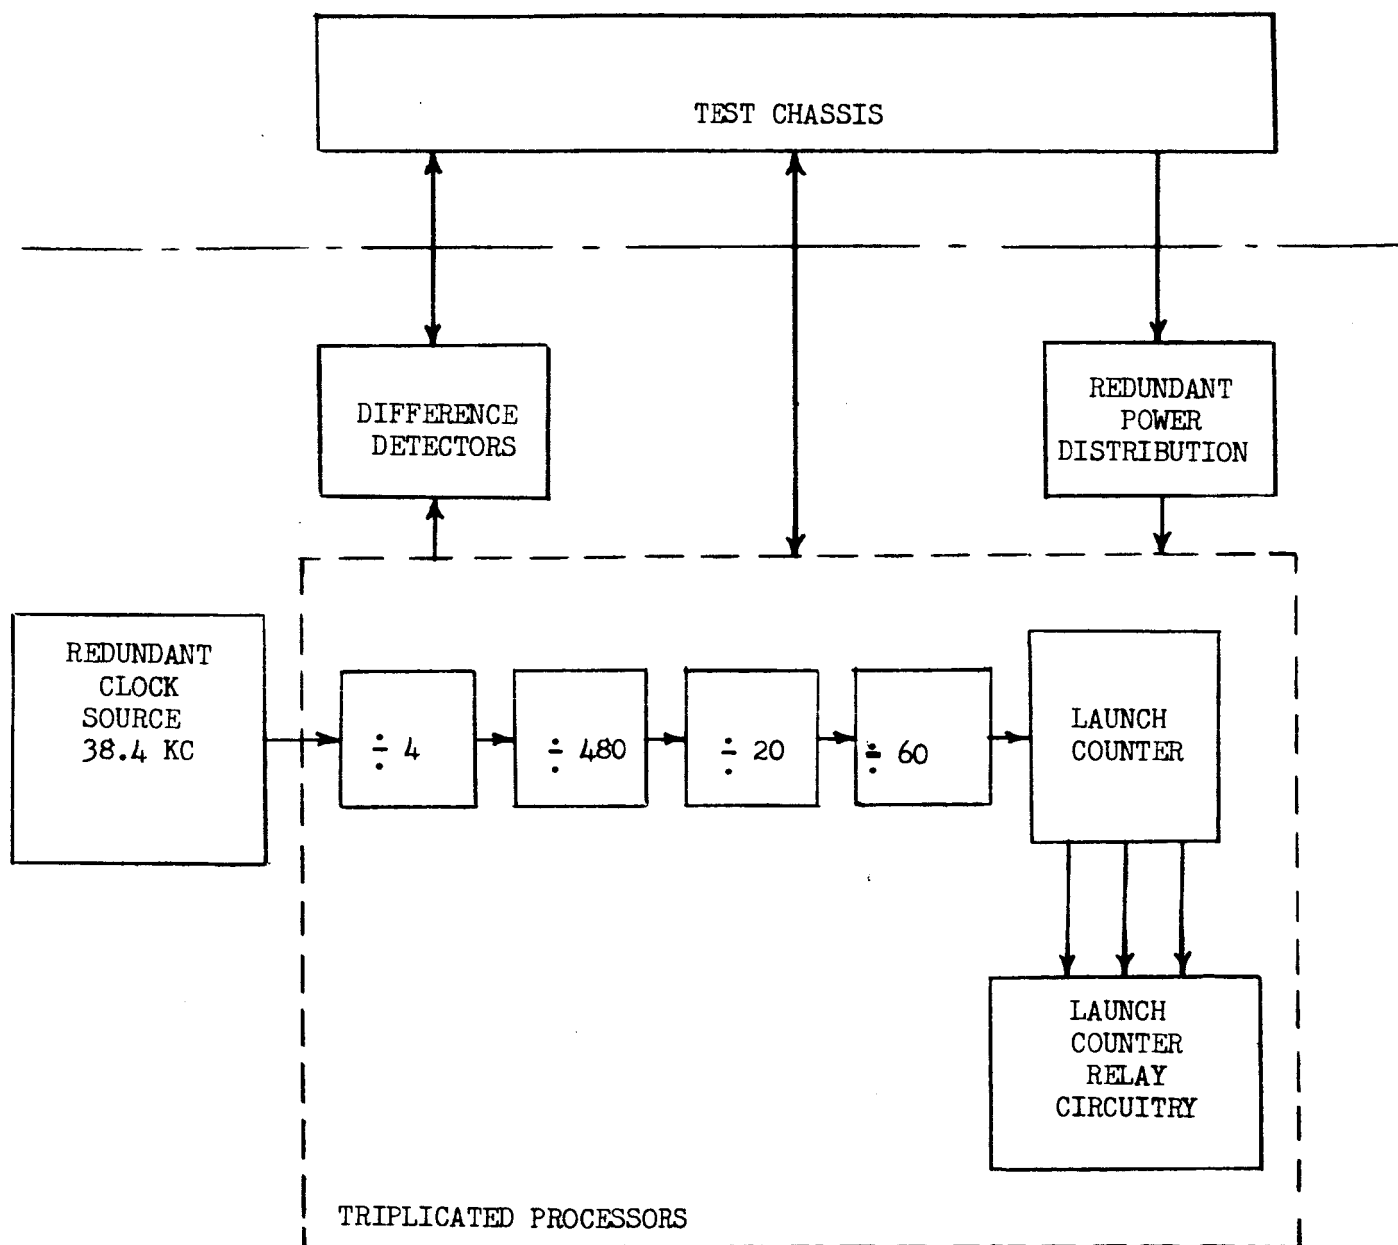 TEST CHASSIS
DIFFERENCE
DETECTORS
REDUNDANT
POWER
DISTRIBUTION
REDUNDANT
CLOCK
SOURCE
38.4 KC
÷ 4
÷ 480
÷ 20
÷ 60
LAUNCH
COUNTER
LAUNCH
COUNTER
RELAY
CIRCUITRY
TRIPLICATED PROCESSORS